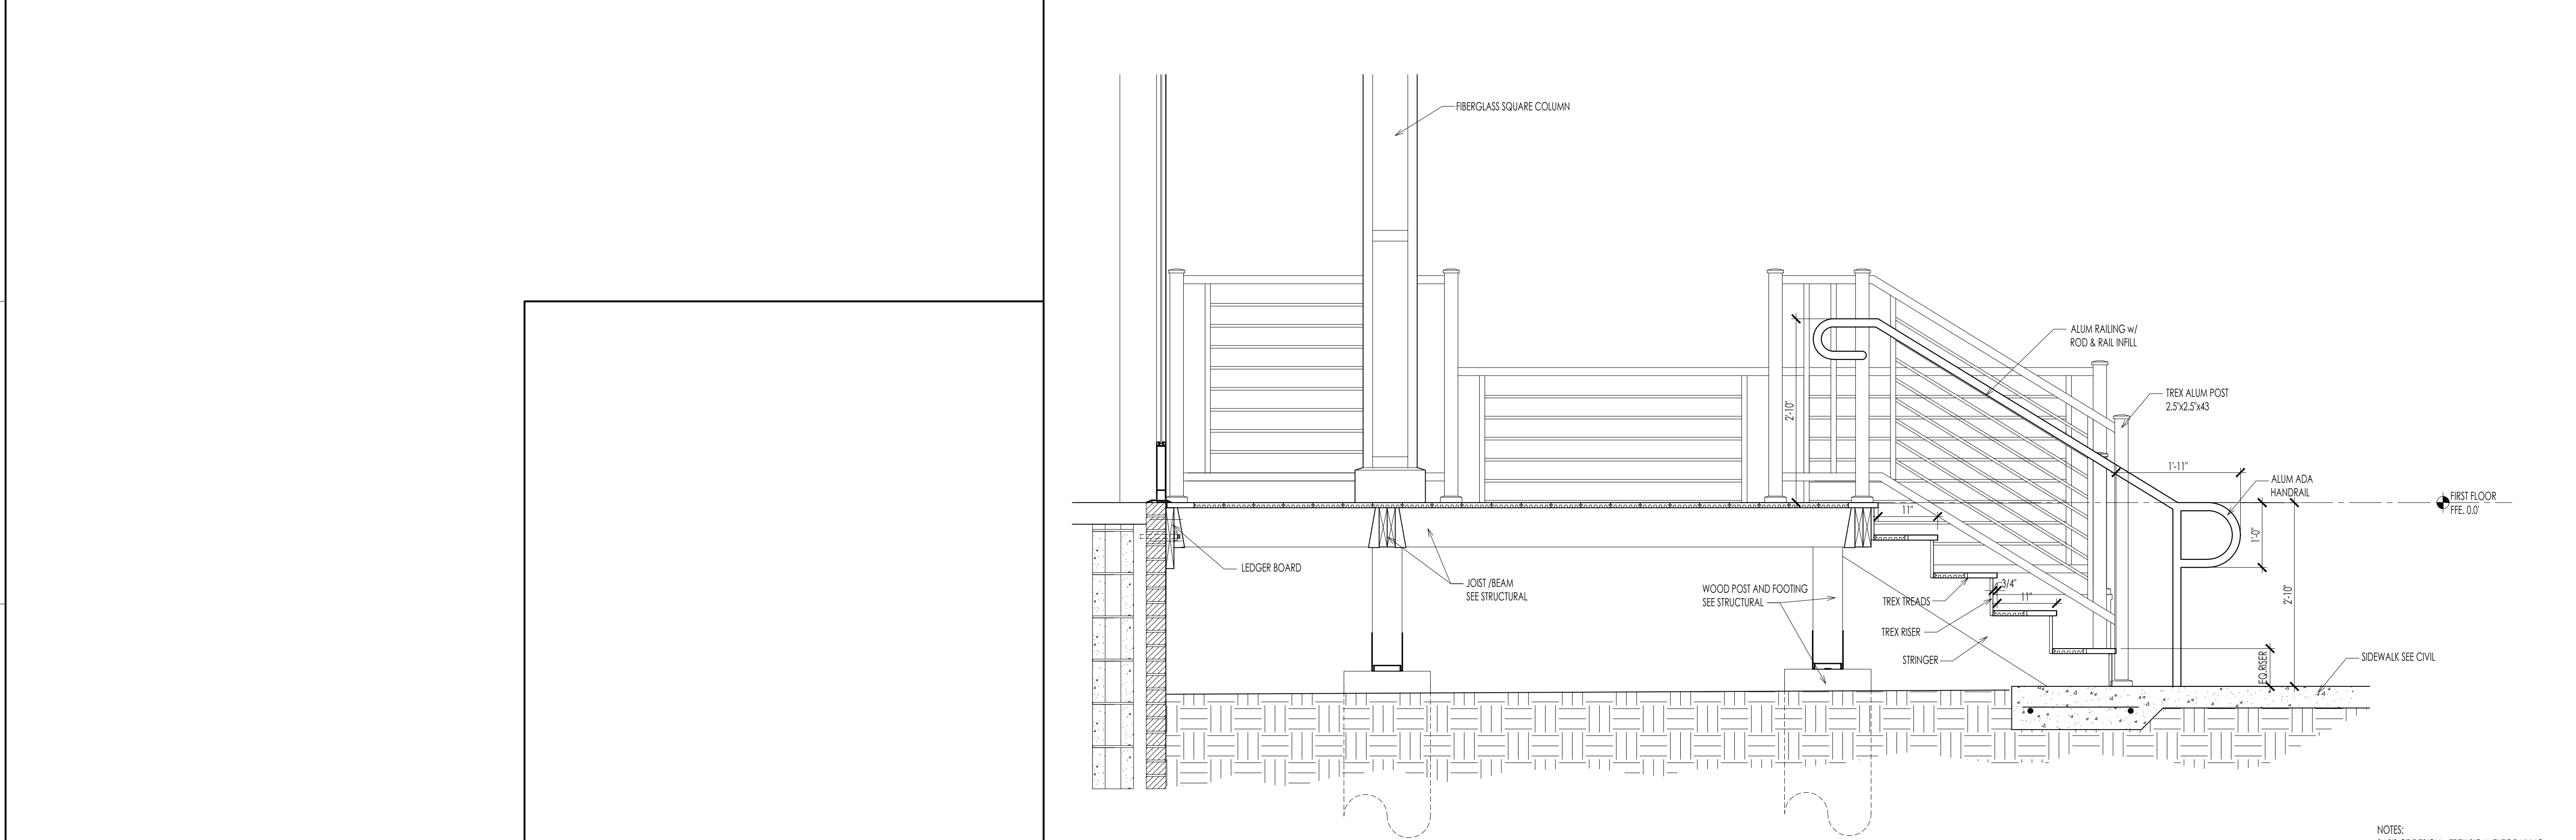 FIBERGLASS SQUARE COLUMN
ALUM RAILING w/
ROD & RAIL INFILL
TREX ALUM POST
2.5"x2.5"x43
2'-10"
1'-11"
ALUM ADA
HANDRAIL
FIRST FLOOR
FFE. 0.0'
11"
1'-0"
LEDGER BOARD
JOIST /BEAM
SEE STRUCTURAL
WOOD POST AND FOOTING
SEE STRUCTURAL
3/4"
11"
TREX TREADS
2'-10"
TREX RISER
STRINGER
EQ.RISER
SIDEWALK SEE CIVIL
NOTES: